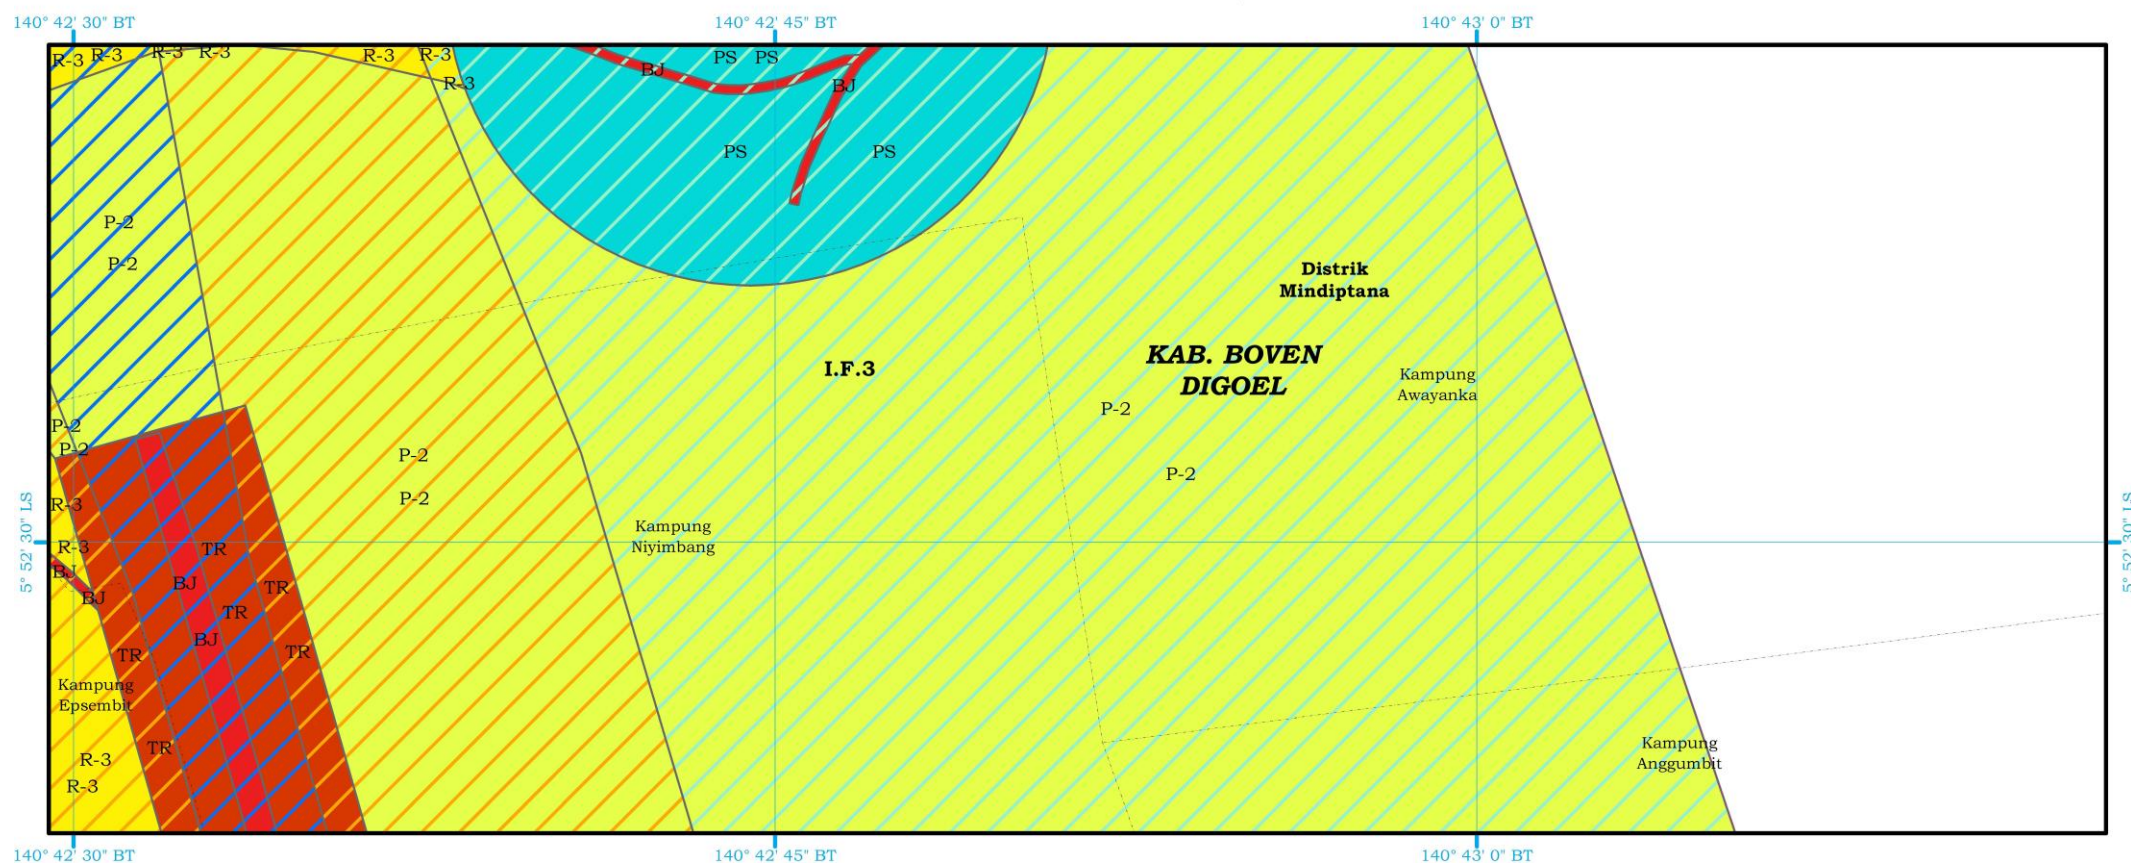 140° 42' 30" BT
140° 42' 45" BT
140° 43' 0" BT
R-3
R-3
R-3
R-3
R-3
R-3
R-3
BJ
PS
PS
BJ
PS
PS
P-2
P-2
Distrik
Mindiptana
KAB. BOVEN
DIGOEL
I.F.3
Kampung
Awayanka
P-2
P-2
P-2
P-2
P-2
P-2
Kampung
Niyimbang
5° 52' 30" LS
5° 52' 30" LS
R-3
R-3
BJ
BJ
TR
BJ
TR
TR
BJ
TR
TR
Kampung
Epsembit
TR
R-3
R-3
Kampung
Anggumbit
140° 42' 30" BT
140° 42' 45" BT
140° 43' 0" BT